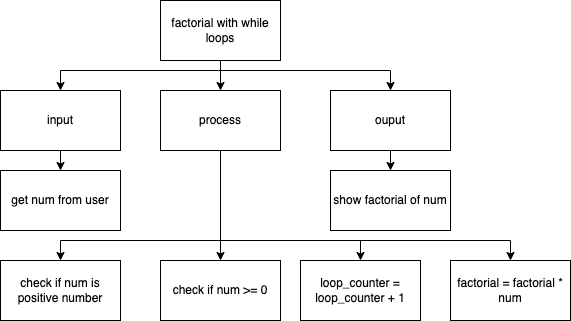 factorial with while
loops
input
process
ouput
get num from user
show factorial of num
check if num is
positive number
check if num >= 0
loop_counter =
loop_counter + 1
factorial = factorial *
num